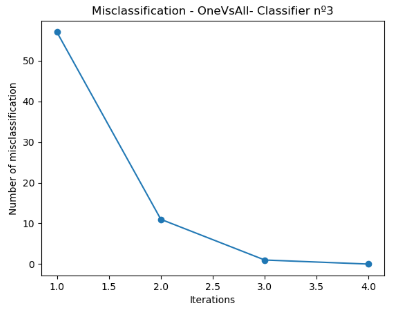 Misclassification - OneVsAll- Classifier nº3
Number of misclassification
50
40
30
20
10
0
1.0 1.5 2.0 2.5 3.0 3.5 4.0
Iterations